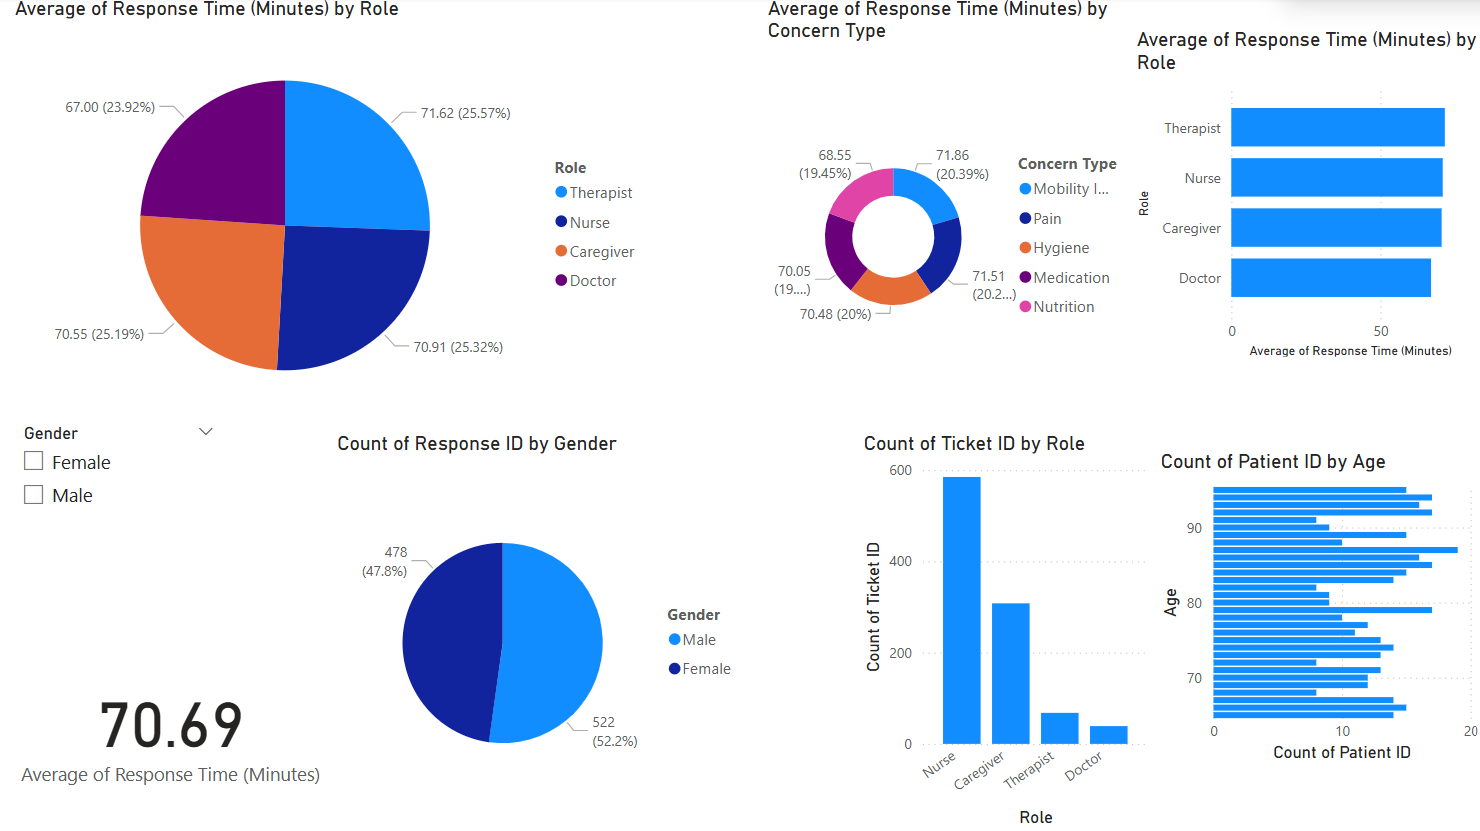 Average of Response Time (Minutes) by Role
67.00 (23.92%)
71.62 (25.57%)
70.55 (25.19%)
70.91 (25.32%)
Role
Therapist
Nurse
Caregiver
Doctor
Average of Response Time (Minutes) by
Concern Type
68.55
(19.45%)
71.86
(20.39%)
70.05
(19....)
71.51
(20.2...)
70.48 (20%)
Concern Type
Mobility I...
Pain
Hygiene
Medication
Nutrition
Average of Response Time (Minutes) by
Role
Role
Therapist
Nurse
Caregiver
Doctor
0
50
Average of Response Time (Minutes)
Gender
Female
Male
70.69
Average of Response Time (Minutes)
Count of Response ID by Gender
478
(47.8%)
522
(52.2%)
Gender
Male
Female
Count of Ticket ID by Role
Count of Ticket ID
600
400
200
0
Nurse
Caregiver
Therapist
Doctor
Role
Count of Patient ID by Age
Age
90
80
70
0
10
20
Count of Patient ID